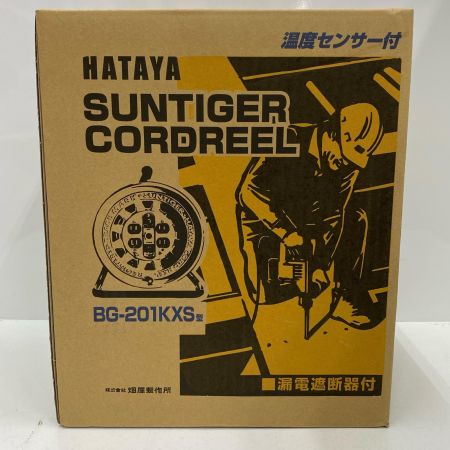 温度センサー付
HATAYA
SUNTIGER
CORDREEL
BG-201KXS型
漏電遮断器付
株式会社 畑屋製作所